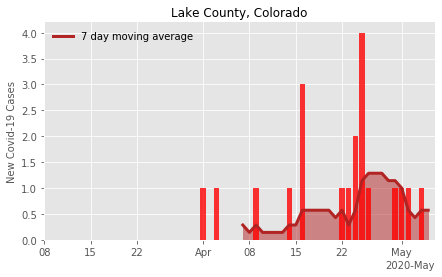 Lake County, Colorado
7 day moving average
New Covid-19 Cases
4.0
3.5
3.0
2.5
2.0
1.5
1.0
0.5
0.0
08 15 22 Apr 08 15 22 May
2020-May